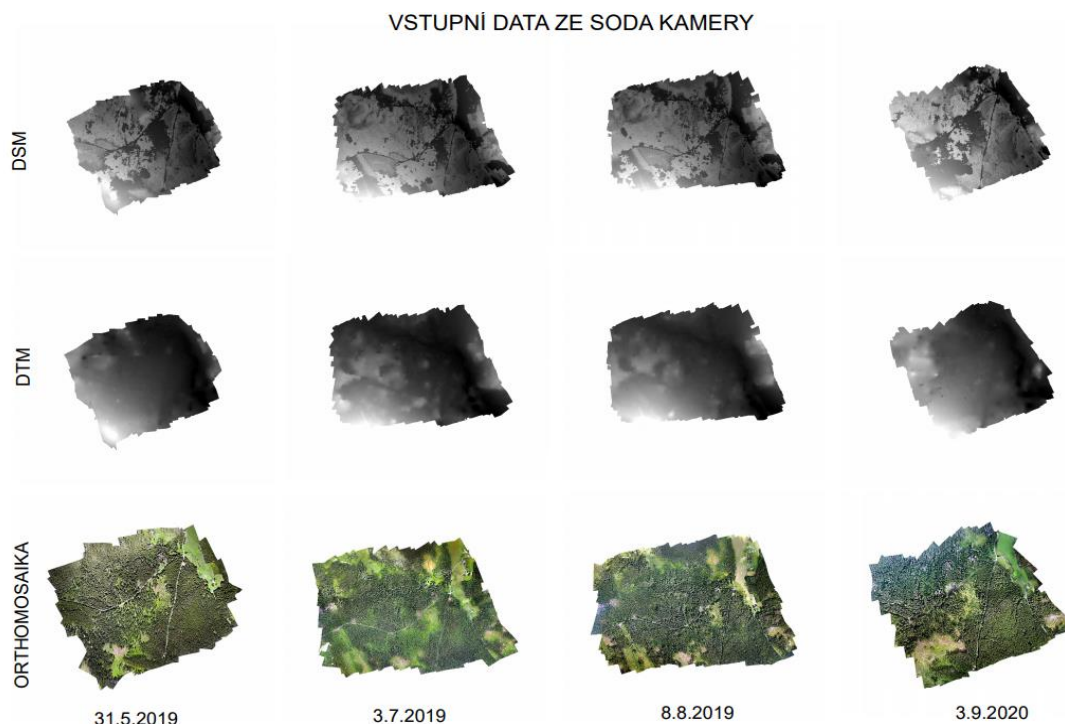 VSTUPNÍ DATA ZE SODA KAMERY
DSM
DTM
ORTHOMOSAIKA
31.5.2019
3.7.2019
8.8.2019
3.9.2020